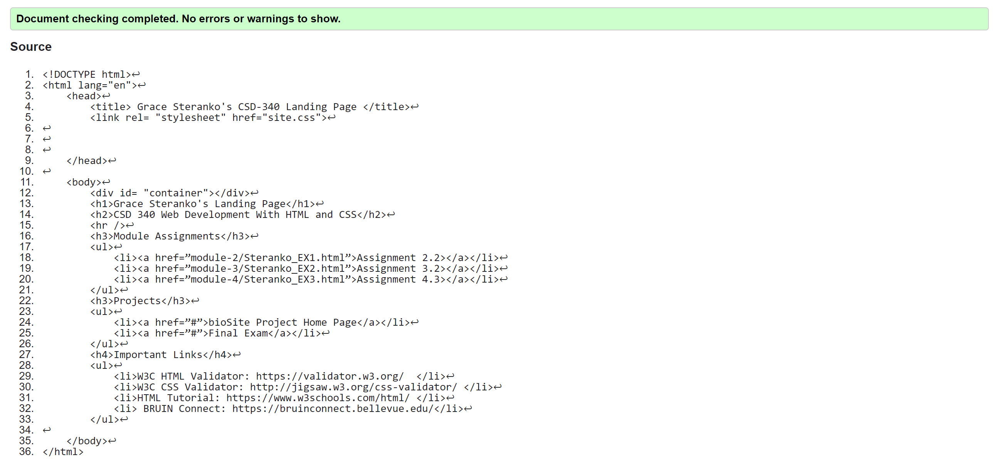 Document checking completed. No errors or warnings to show.
Source
1. <!DOCTYPE html>↩
2. <html lang="en">↩
3.     <head>↩
4.         <title> Grace Steranko's CSD-340 Landing Page </title>↩
5.         <link rel= "stylesheet" href="site.css">↩
6. ↩
7. ↩
8. ↩
9.     </head>↩
10. ↩
11.     <body>↩
12.         <div id= "container"></div>↩
13.         <h1>Grace Steranko's Landing Page</h1>↩
14.         <h2>CSD 340 Web Development With HTML and CSS</h2>↩
15.         <hr />↩
16.         <h3>Module Assignments</h3>↩
17.         <ul>↩
18.             <li><a href=”module-2/Steranko_EX1.html”>Assignment 2.2></a></li>↩
19.             <li><a href=”module-3/Steranko_EX2.html”>Assignment 3.2></a></li>↩
20.             <li><a href=”module-4/Steranko_EX3.html”>Assignment 4.3></a></li>↩
21.         </ul>↩
22.         <h3>Projects</h3>↩
23.         <ul>↩
24.             <li><a href=”#”>bioSite Project Home Page</a></li>↩
25.             <li><a href=”#”>Final Exam</a></li>↩
26.         </ul>↩
27.         <h4>Important Links</h4>↩
28.         <ul>↩
29.             <li>W3C HTML Validator: https://validator.w3.org/  </li>↩
30.             <li>W3C CSS Validator: http://jigsaw.w3.org/css-validator/ </li>↩
31.             <li>HTML Tutorial: https://www.w3schools.com/html/ </li>↩
32.             <li> BRUIN Connect: https://bruinconnect.bellevue.edu/</li>↩
33.         </ul>↩
34. ↩
35.     </body>↩
36. </html>